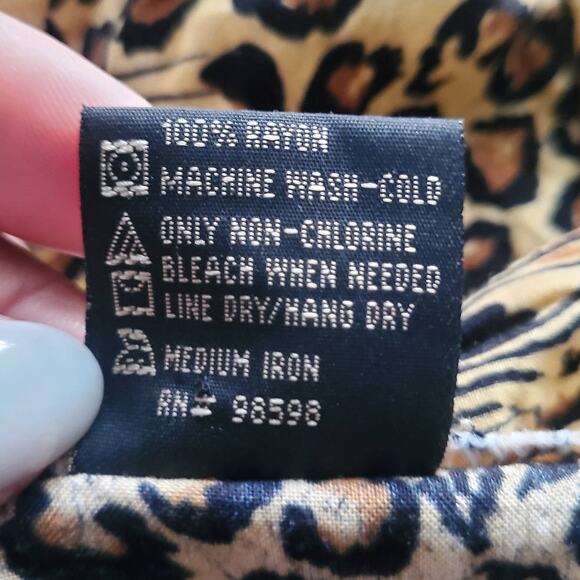 100% RAYON
MACHINE WASH-COLD
ONLY NON-CHLORINE
BLEACH WHEN NEEDED
LINE DRY/HANG DRY
MEDIUM IRON
RN# 98598